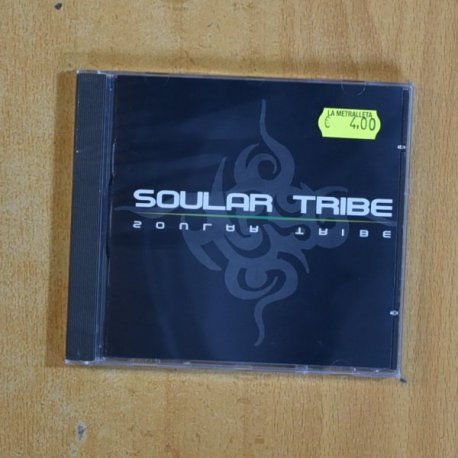 LA METRALLETA
€ 4,00
SOULAR TRIBE
SOULAR TRIBE